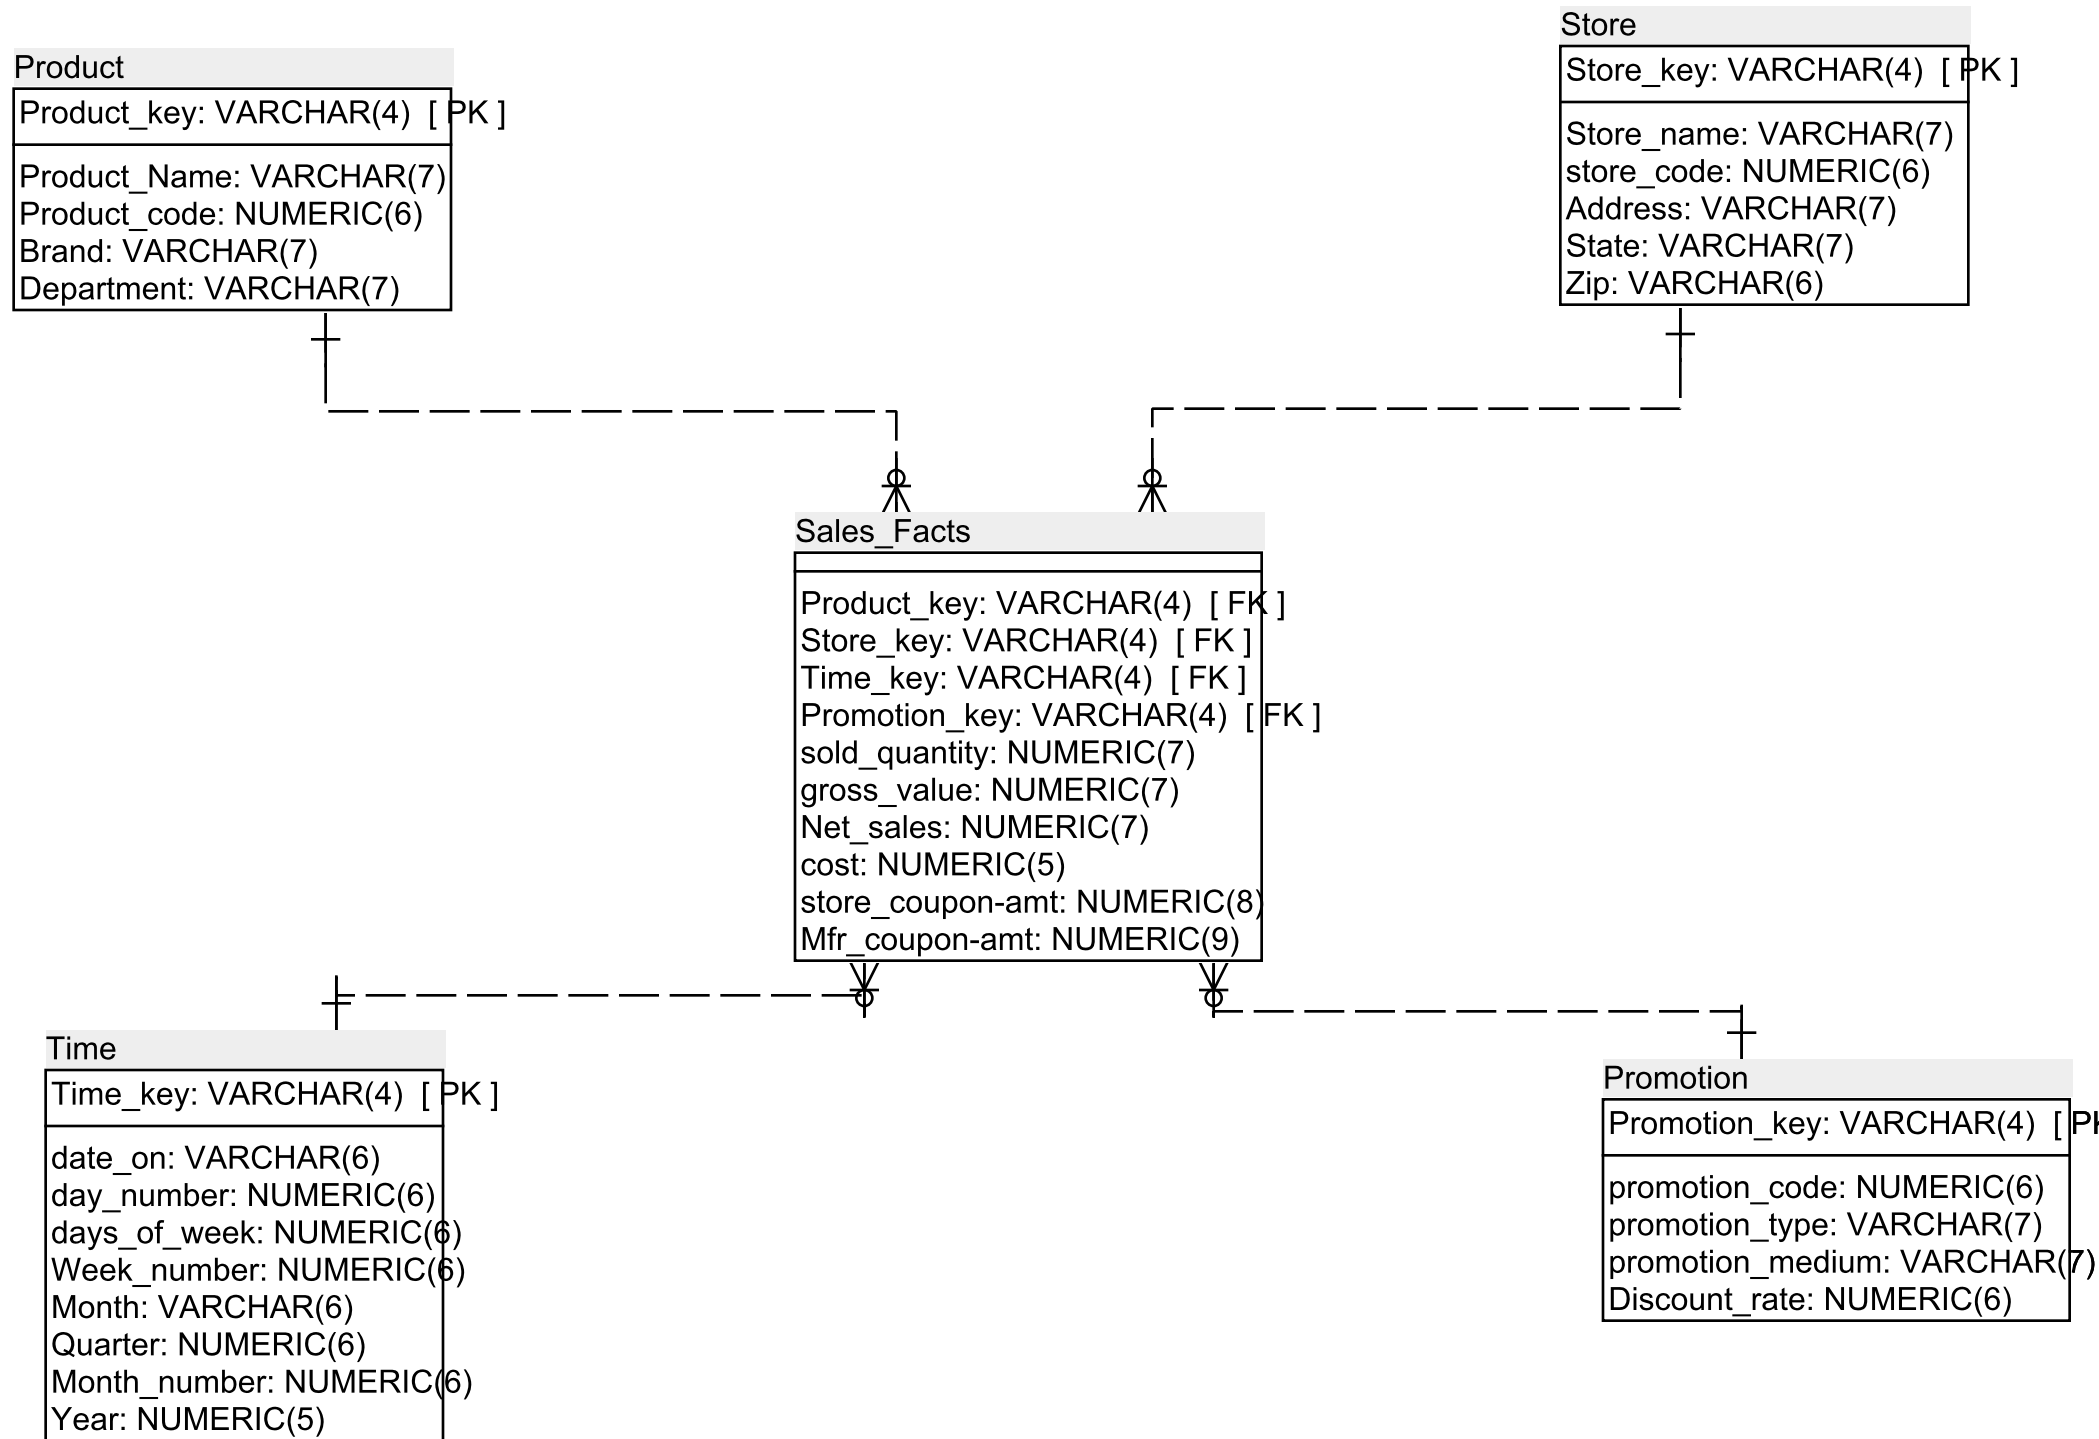 Product
Product_key: VARCHAR(4) [ PK ]
Product_Name: VARCHAR(7)
Product_code: NUMERIC(6)
Brand: VARCHAR(7)
Department: VARCHAR(7)
Store
Store_key: VARCHAR(4) [ PK ]
Store_name: VARCHAR(7)
store_code: NUMERIC(6)
Address: VARCHAR(7)
State: VARCHAR(7)
Zip: VARCHAR(6)
Sales_Facts
Product_key: VARCHAR(4) [ FK ]
Store_key: VARCHAR(4) [ FK ]
Time_key: VARCHAR(4) [ FK ]
Promotion_key: VARCHAR(4) [ FK ]
sold_quantity: NUMERIC(7)
gross_value: NUMERIC(7)
Net_sales: NUMERIC(7)
cost: NUMERIC(5)
store_coupon-amt: NUMERIC(8)
Mfr_coupon-amt: NUMERIC(9)
Time
Time_key: VARCHAR(4) [ PK ]
date_on: VARCHAR(6)
day_number: NUMERIC(6)
days_of_week: NUMERIC(6)
Week_number: NUMERIC(6)
Month: VARCHAR(6)
Quarter: NUMERIC(6)
Month_number: NUMERIC(6)
Year: NUMERIC(5)
Promotion
Promotion_key: VARCHAR(4) [ PK
promotion_code: NUMERIC(6)
promotion_type: VARCHAR(7)
promotion_medium: VARCHAR(7)
Discount_rate: NUMERIC(6)